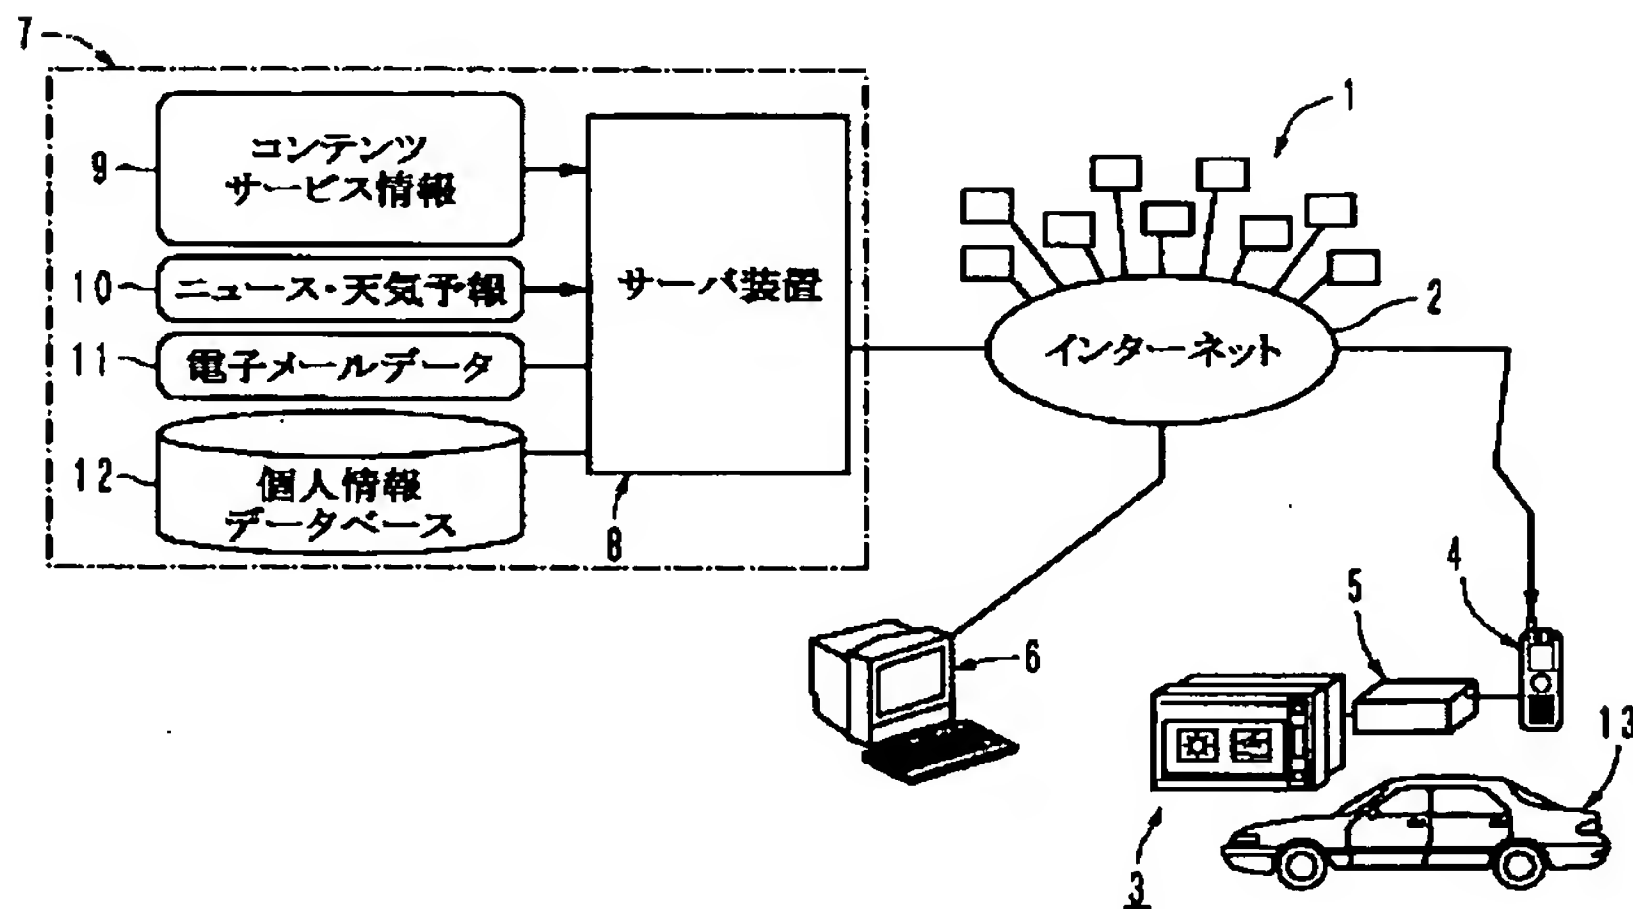 7
1
コンテンツ
サービス情報
9
サーバ装置
ニュース・天気予報
10
2
インターネット
電子メールデータ
11
個人情報
データベース
12
8
4
5
6
13
3